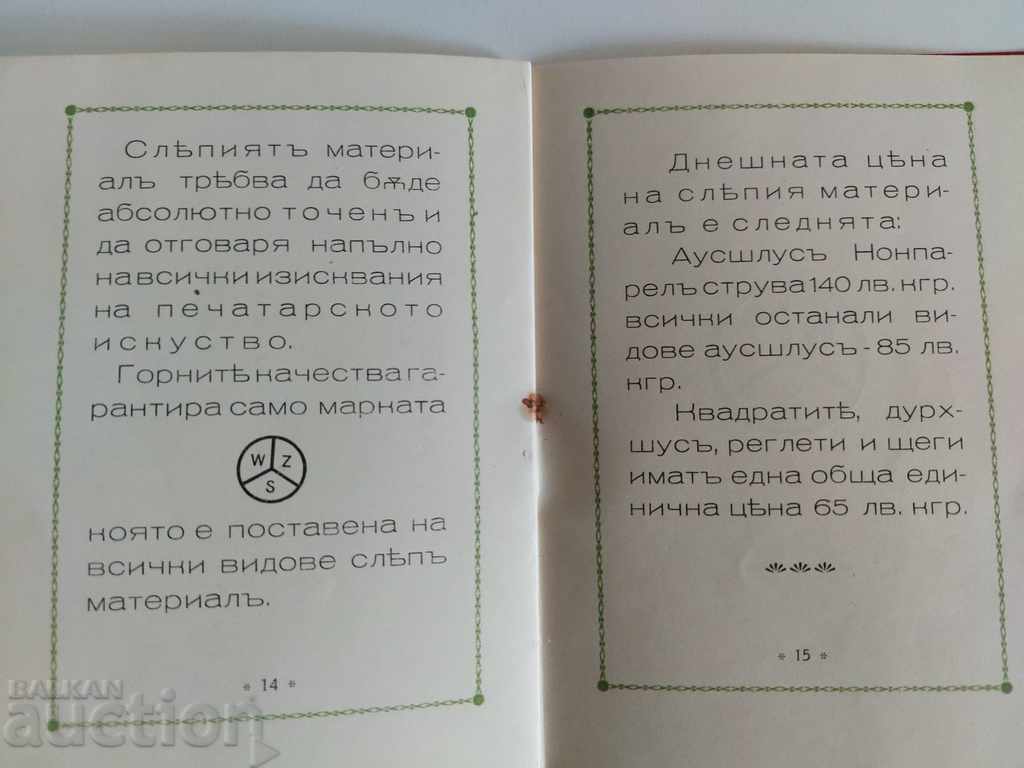 Слѣпиятъ матери-
алъ трѣбва да бѫде
абсолютно точенъ и
да отговаря напълно
на всички изисквания
на печатарското
искуство.
Горнитѣ качества га-
рантира само марката
W Z
S
която е поставена на
всички видове слѣпъ
материалъ.
* 14 *
Днешната цѣна
на слѣпия матери-
алъ е следнята:
Аусшлусъ Нонпа-
релъ струва 140 лв. кгр.
всички останали ви-
дове аусшлусъ - 85 лв.
кгр.
Квадратитѣ, дурх-
шусъ, реглети и щеги
иматъ една обща еди-
нична цѣна 65 лв. кгр.
* 15 *
BALKAN
auction